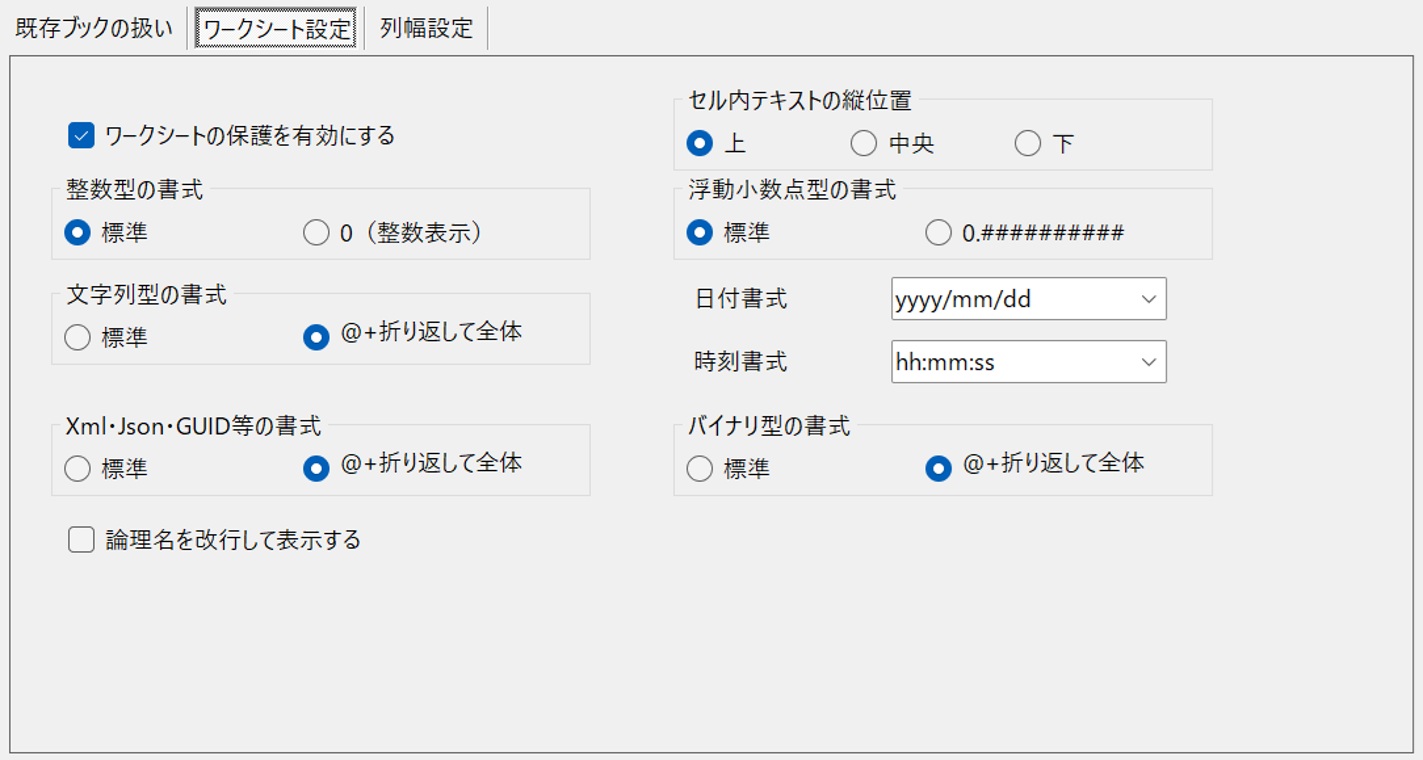 既存ブックの扱い
ワークシート設定
列幅設定
ワークシートの保護を有効にする
セル内テキストの縦位置
上
中央
下
整数型の書式
標準
0（整数表示）
浮動小数点型の書式
標準
0.##########
文字列型の書式
標準
@+折り返して全体
日付書式
yyyy/mm/dd
時刻書式
hh:mm:ss
Xml･Json･GUID等の書式
標準
@+折り返して全体
バイナリ型の書式
標準
@+折り返して全体
論理名を改行して表示する